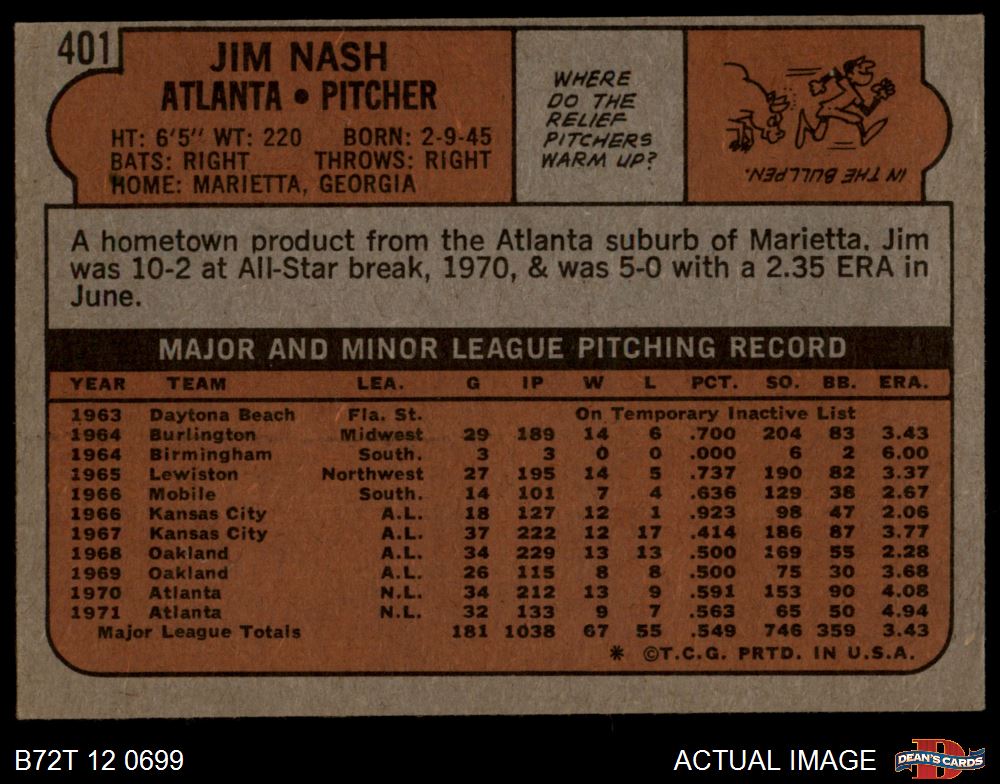 401
JIM NASH
ATLANTA • PITCHER
HT: 6'5" WT: 220 BORN: 2-9-45
BATS: RIGHT THROWS: RIGHT
HOME: MARIETTA, GEORGIA
WHERE
DO THE
RELIEF
PITCHERS
WARM UP?
IN THE BULLPEN.
A hometown product from the Atlanta suburb of Marietta, Jim
was 10-2 at All-Star break, 1970, & was 5-0 with a 2.35 ERA in
June.
MAJOR AND MINOR LEAGUE PITCHING RECORD
YEAR TEAM LEA. G IP W L PCT. SO. BB. ERA.
1963 Daytona Beach Fla. St. On Temporary Inactive List
1964 Burlington Midwest 29 189 14 6 .700 204 83 3.43
1964 Birmingham South. 3 3 0 0 .000 6 2 6.00
1965 Lewiston Northwest 27 195 14 5 .737 190 82 3.37
1966 Mobile South. 14 101 7 4 .636 129 38 2.67
1966 Kansas City A.L. 18 127 12 1 .923 98 47 2.06
1967 Kansas City A.L. 37 222 12 17 .414 186 87 3.77
1968 Oakland A.L. 34 229 13 13 .500 169 55 2.28
1969 Oakland A.L. 26 115 8 8 .500 75 30 3.68
1970 Atlanta N.L. 34 212 13 9 .591 153 90 4.08
1971 Atlanta N.L. 32 133 9 7 .563 65 50 4.94
Major League Totals 181 1038 67 55 .549 746 359 3.43
* ©T.C.G. PRTD. IN U.S.A.
B72T 12 0699 ACTUAL IMAGE DEAN'S CARDS